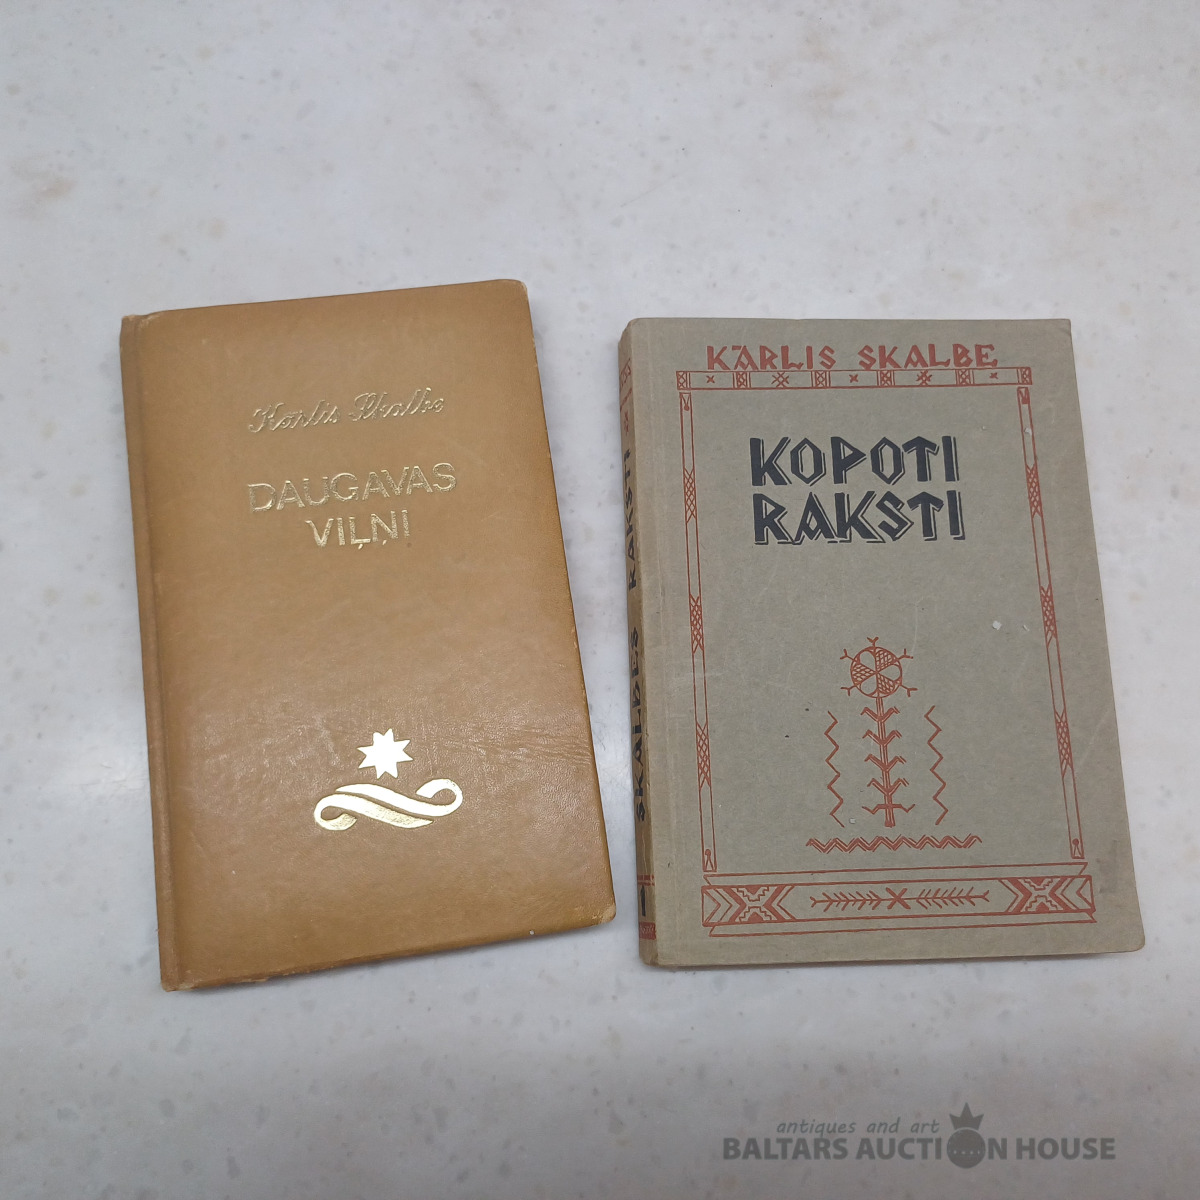 Kārlis Skalbe
DAUGAVAS
VIĻŅI
KĀRLIS SKALBE
KOPOTI
RAKSTI
SKALBES RAKSTI
antiques and art
BALTARS AUCTION HOUSE